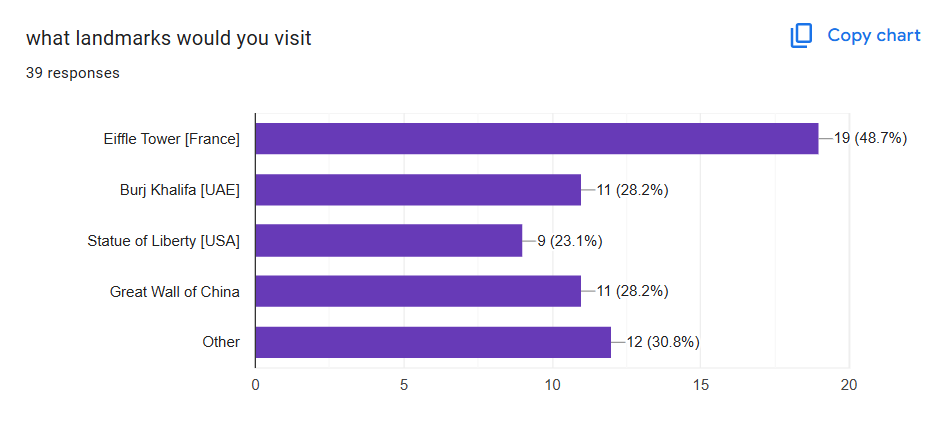 what landmarks would you visit
Copy chart
39 responses
Eiffle Tower [France]
19 (48.7%)
Burj Khalifa [UAE]
11 (28.2%)
Statue of Liberty [USA]
9 (23.1%)
Great Wall of China
11 (28.2%)
Other
12 (30.8%)
0 5 10 15 20